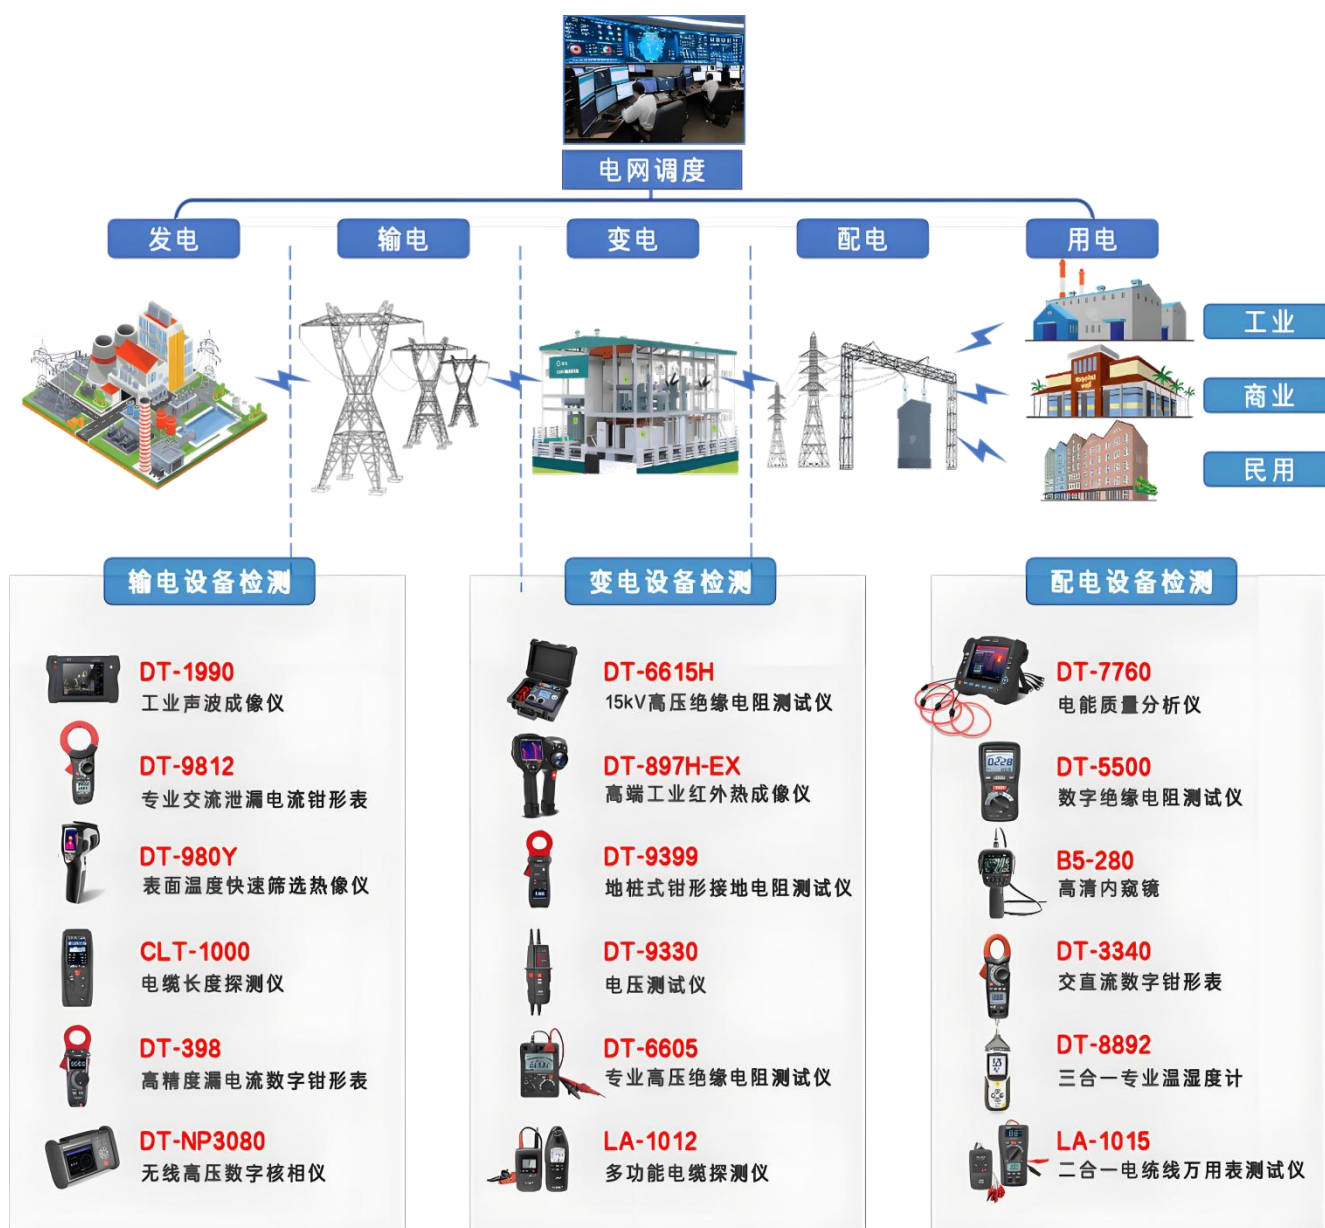 电网调度
发电
输电
变电
配电
用电
工业
商业
民用
输电设备检测
DT-1990
工业声波成像仪
DT-9812
专业交流泄漏电流钳形表
DT-980Y
表面温度快速筛选热像仪
CLT-1000
电缆长度探测仪
DT-398
高精度漏电流数字钳形表
DT-NP3080
无线高压数字核相仪
变电设备检测
DT-6615H
15kV高压绝缘电阻测试仪
DT-897H-EX
高端工业红外热成像仪
DT-9399
地桩式钳形接地电阻测试仪
DT-9330
电压测试仪
DT-6605
专业高压绝缘电阻测试仪
LA-1012
多功能电缆探测仪
配电设备检测
DT-7760
电能质量分析仪
DT-5500
数字绝缘电阻测试仪
B5-280
高清内窥镜
DT-3340
交直流数字钳形表
DT-8892
三合一专业温湿度计
LA-1015
二合一电统线万用表测试仪